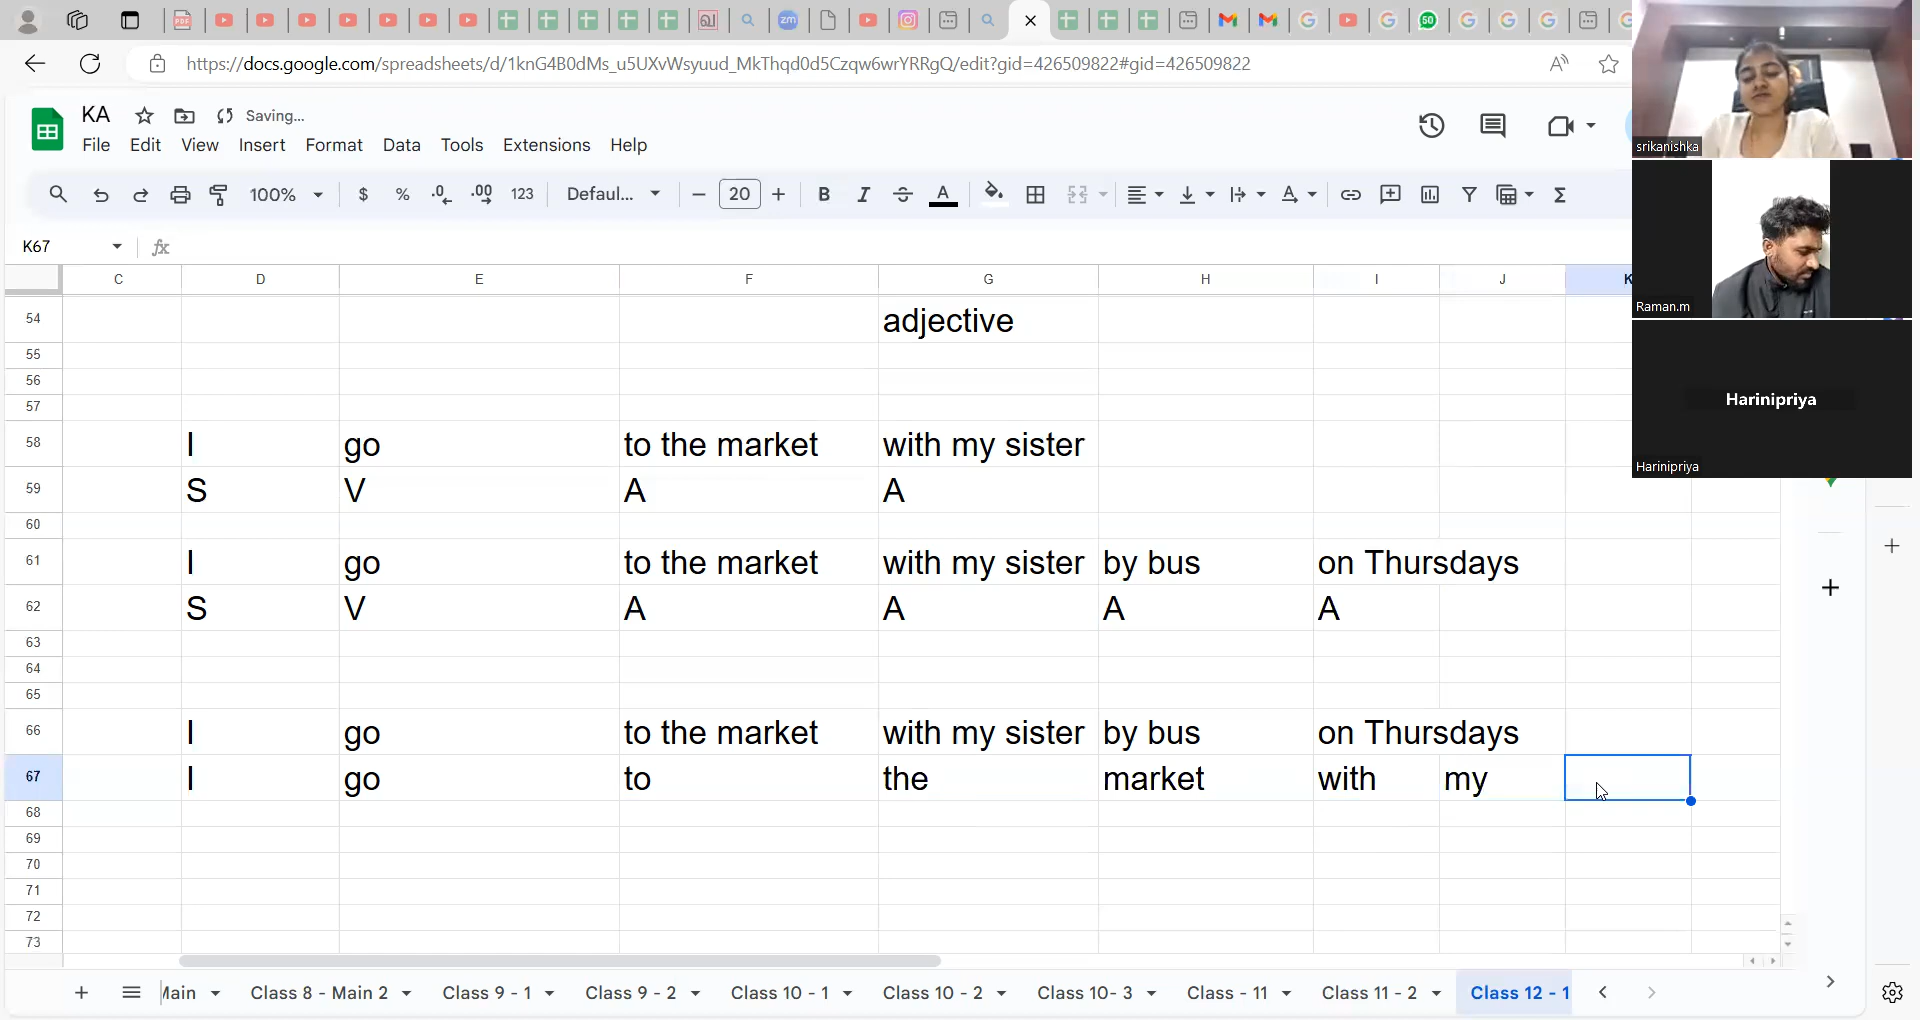 https://docs.google.com/spreadsheets/d/1knG4B0dMs_u5UXvWsyuud_MkThqd0d5Czqw6wrYRRgQ/edit?gid=426509822#gid=426509822
KA Saving...
File Edit View Insert Format Data Tools Extensions Help
100% $ % .0 .00 123 Defaul... 20 B I A
K67 fx
C D E F G H I J K
54 adjective
55
56
57
58 I go to the market with my sister
59 S V A A
60
61 I go to the market with my sister by bus on Thursdays
62 S V A A A A
63
64
65
66 I go to the market with my sister by bus on Thursdays
67 I go to the market with my
68
69
70
71
72
73
Main Class 8 - Main 2 Class 9 - 1 Class 9 - 2 Class 10 - 1 Class 10 - 2 Class 10- 3 Class - 11 Class 11 - 2 Class 12 - 1
srikanishka
Raman.m
Harinipriya
Harinipriya